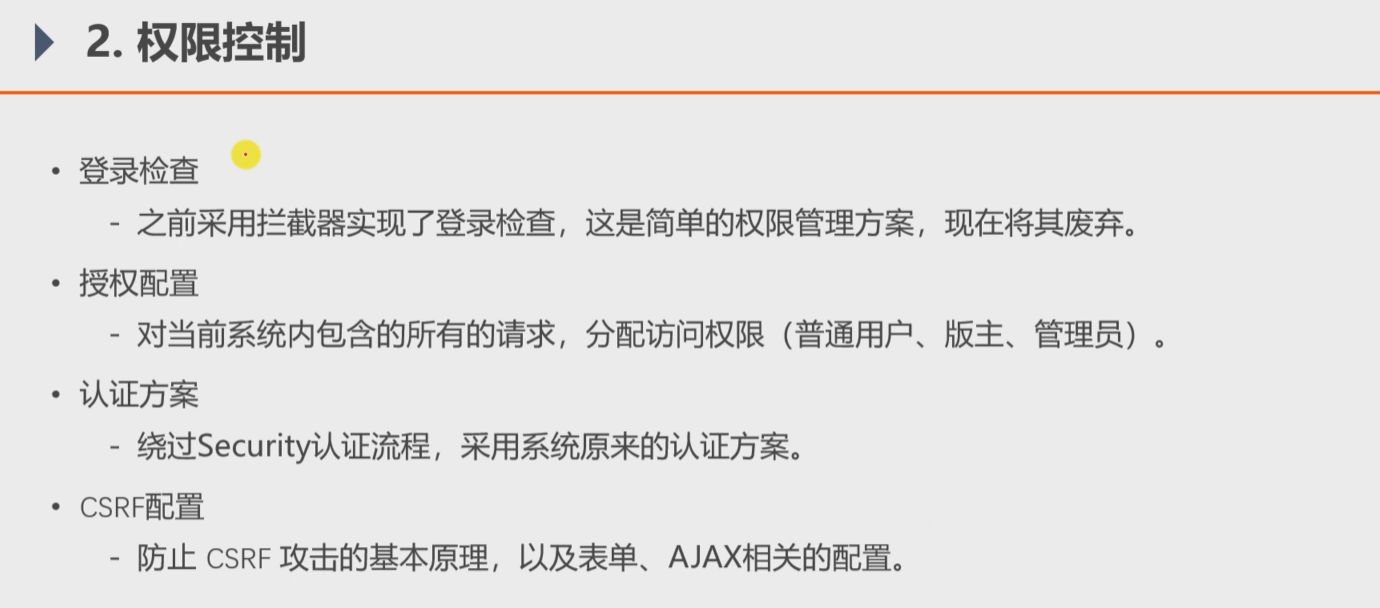 2. 权限控制
• 登录检查
- 之前采用拦截器实现了登录检查，这是简单的权限管理方案，现在将其废弃。
• 授权配置
- 对当前系统内包含的所有的请求，分配访问权限（普通用户、版主、管理员）。
• 认证方案
- 绕过Security认证流程，采用系统原来的认证方案。
• CSRF配置
- 防止 CSRF 攻击的基本原理，以及表单、AJAX相关的配置。